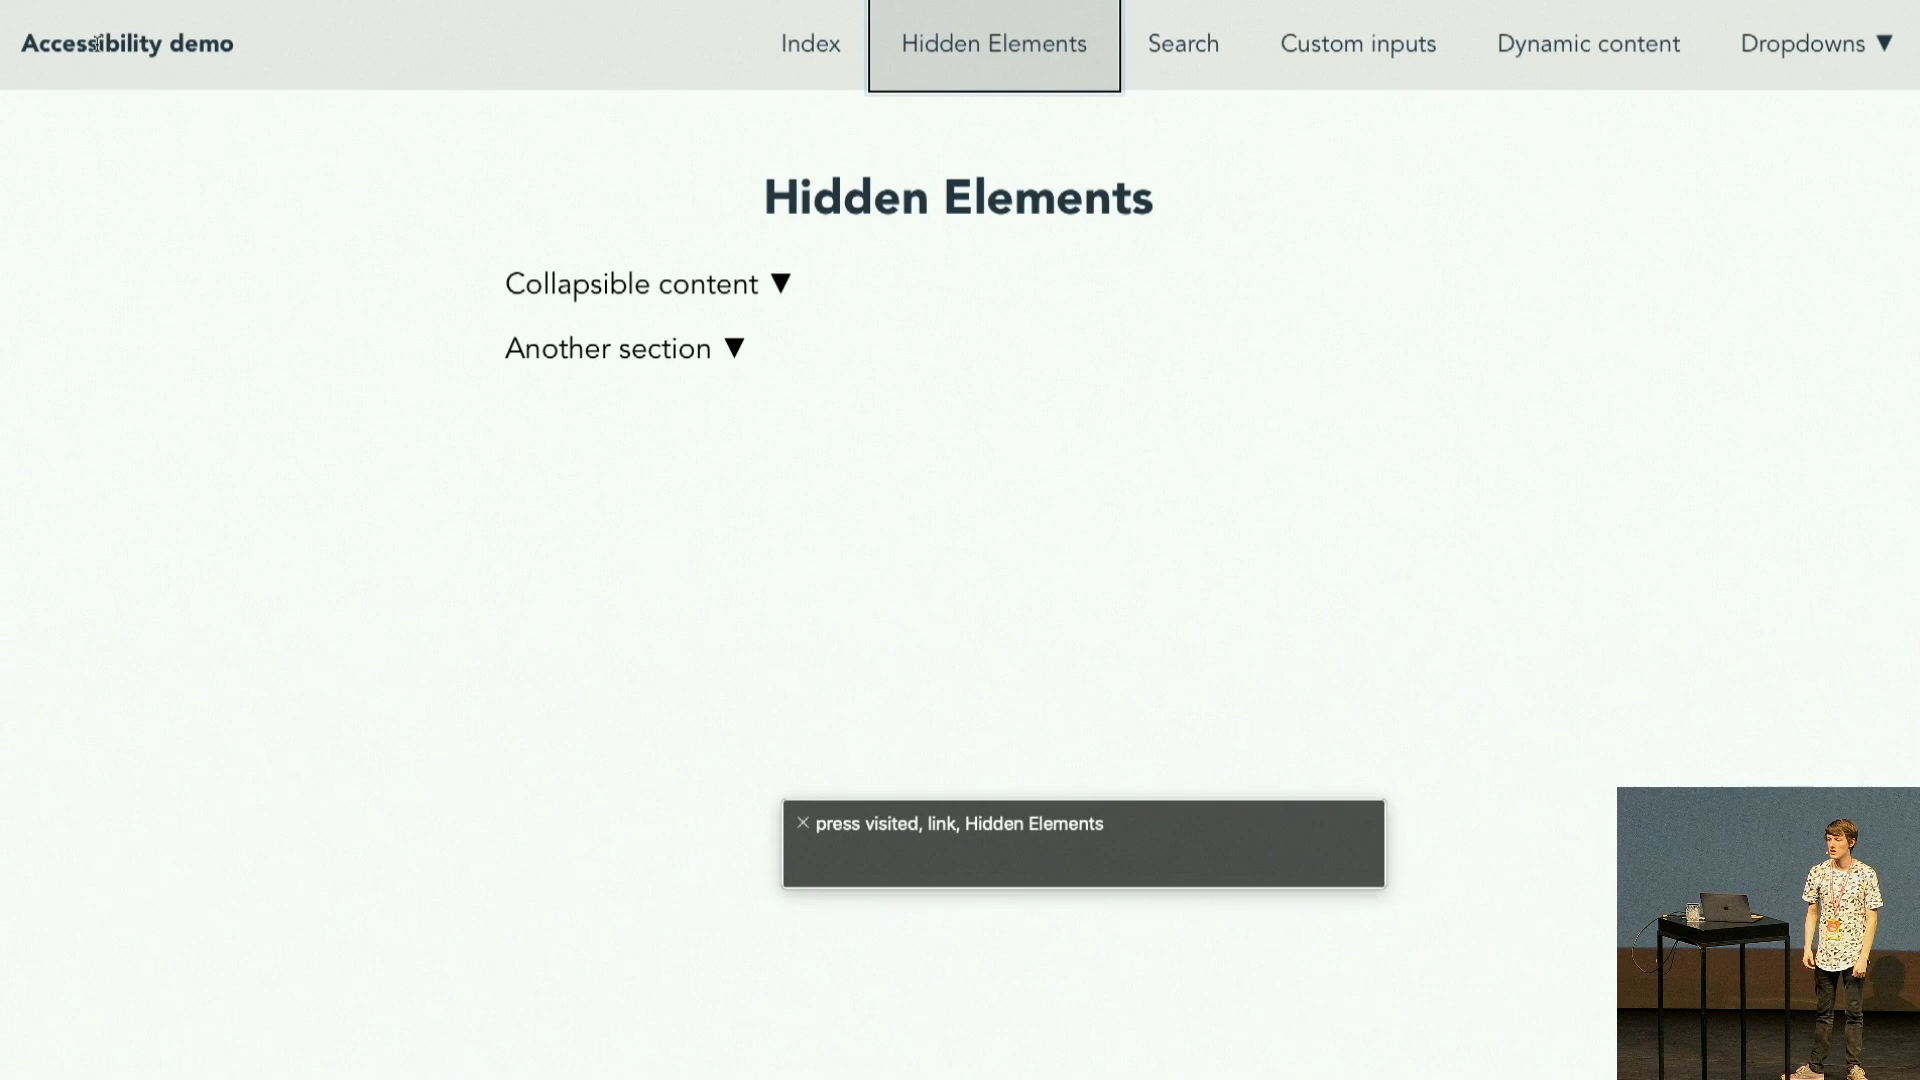 Accessibility demo
Index
Hidden Elements
Search
Custom inputs
Dynamic content
Dropdowns ▼
Hidden Elements
Collapsible content ▼
Another section ▼
× press visited, link, Hidden Elements